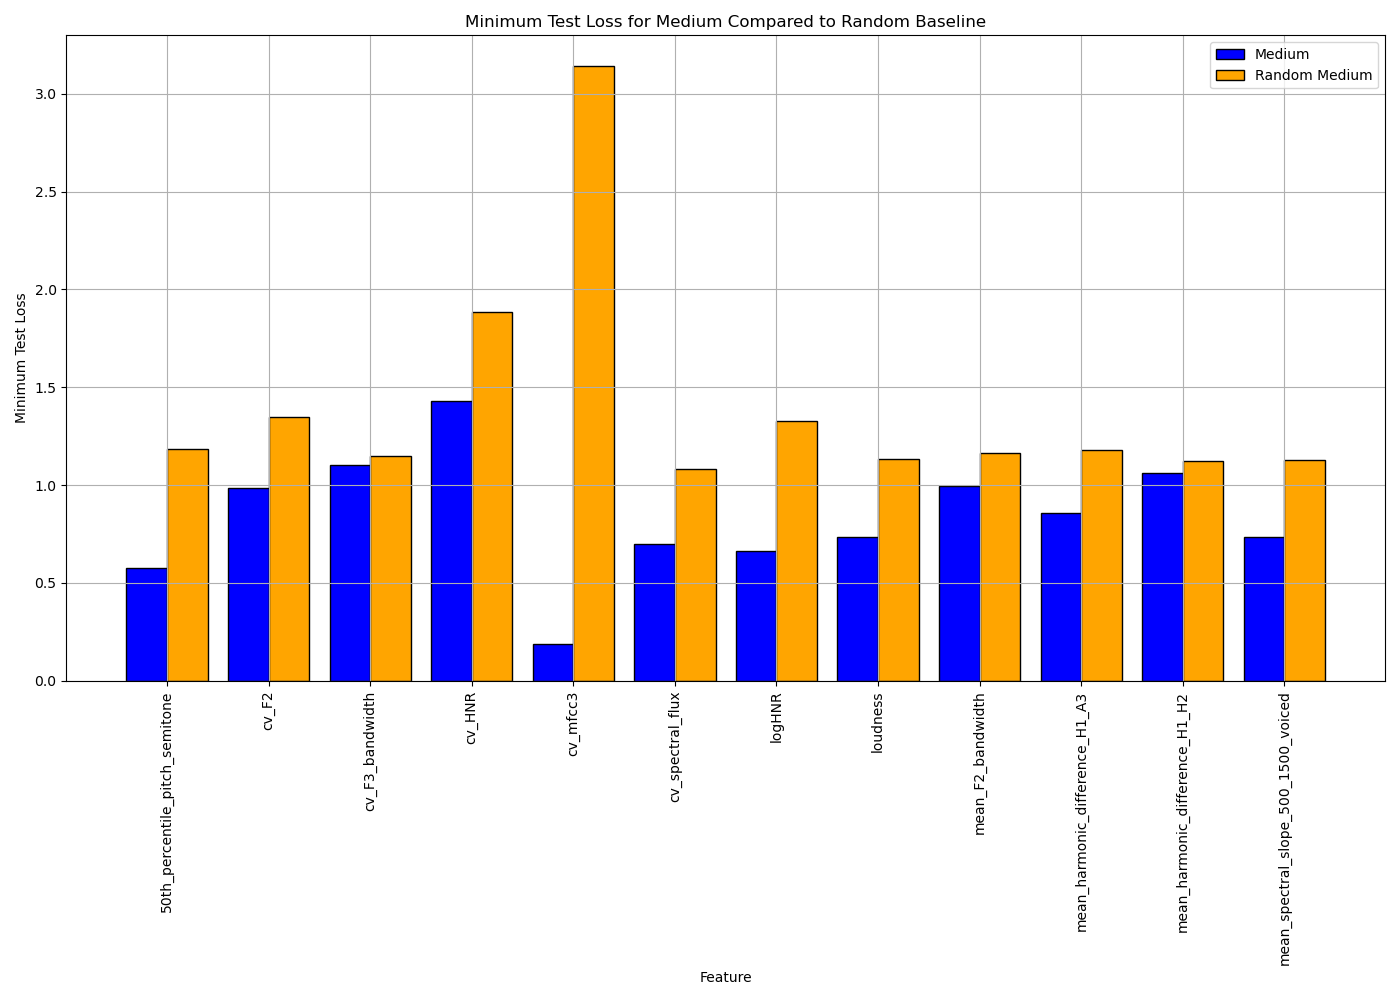 Minimum Test Loss for Medium Compared to Random Baseline
Medium
Random Medium
Minimum Test Loss
3.0
2.5
2.0
1.5
1.0
0.5
0.0
50th_percentile_pitch_semitone
cv_F2
cv_F3_bandwidth
cv_HNR
cv_mfcc3
cv_spectral_flux
logHNR
loudness
mean_F2_bandwidth
mean_harmonic_difference_H1_A3
mean_harmonic_difference_H1_H2
mean_spectral_slope_500_1500_voiced
Feature